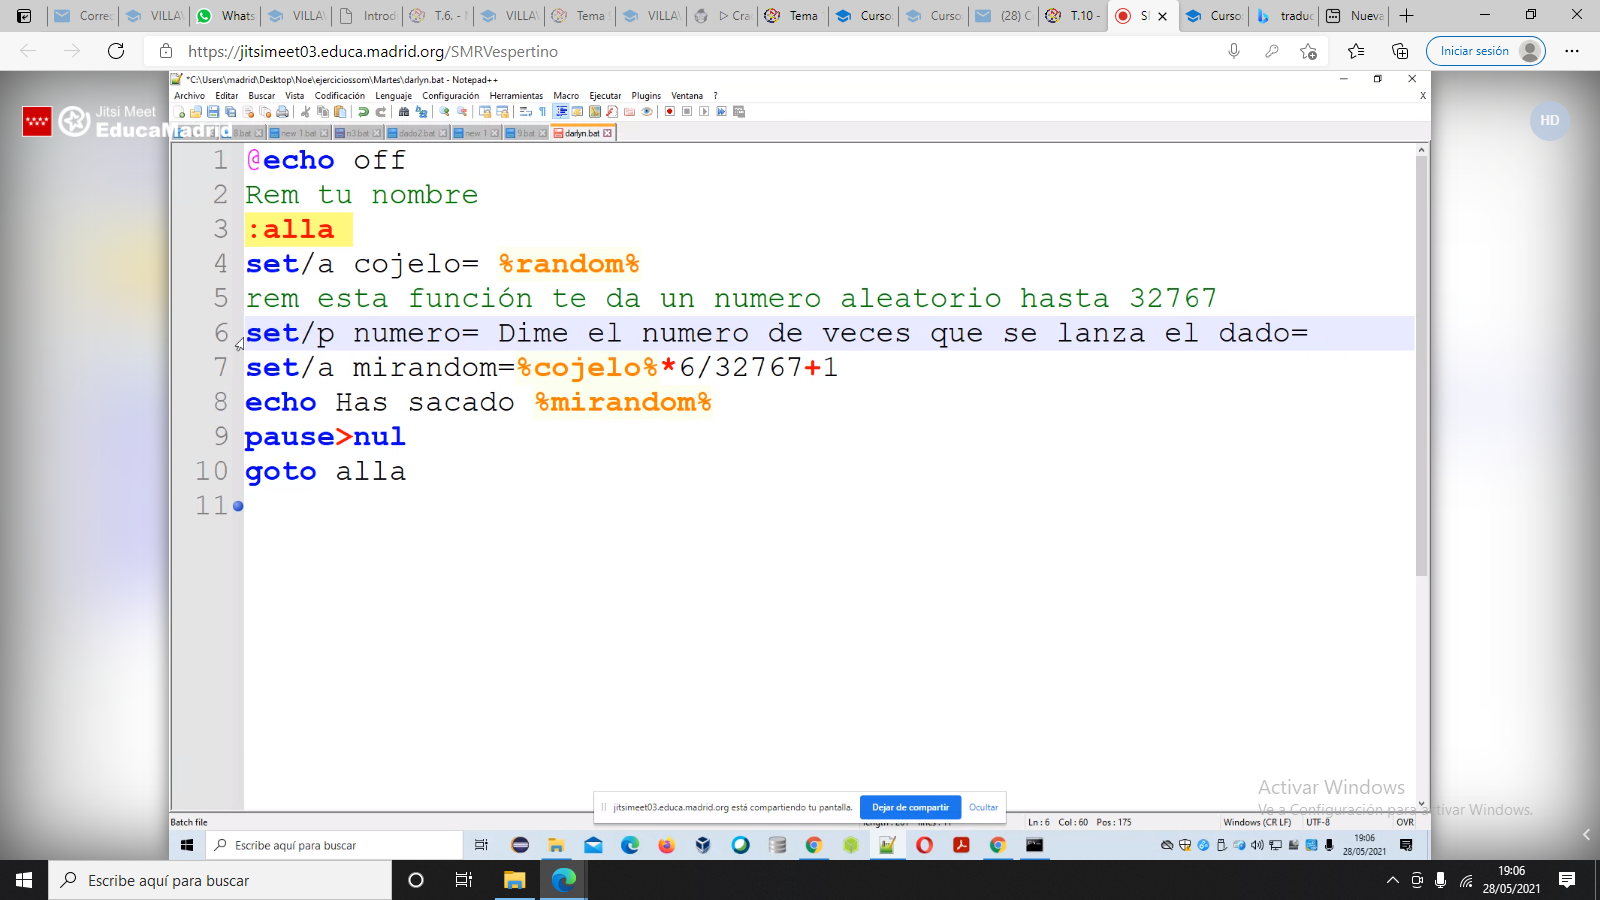 Correc
VILLAV
Whats
VILLAV
Introd
T.6. -
VILLAV
Tema
VILLAV
Cra
Tema
Curso
Curso
(28) C
T.10 -
Curso
traduc
Nueva
https://jitsimeet03.educa.madrid.org/SMRVespertino
Iniciar sesión
*C:\Users\madrid\Desktop\Noe\ejerciciossom\Martes\darlyn.bat - Notepad++
Archivo Editar Buscar Vista Codificación Lenguaje Configuración Herramientas Macro Ejecutar Plugins Ventana ? X
Jitsi Meet
EducaMadrid
HD
8.bat new 1.bat n3.bat dado2.bat new 1 9.bat darlyn.bat
1 @echo off
2 Rem tu nombre
3 :alla
4 set/a cojelo= %random%
5 rem esta función te da un numero aleatorio hasta 32767
6 set/p numero= Dime el numero de veces que se lanza el dado=
7 set/a mirandom=%cojelo%*6/32767+1
8 echo Has sacado %mirandom%
9 pause>nul
10 goto alla
11
Activar Windows
Ve a Configuración para activar Windows.
jitsimeet03.educa.madrid.org está compartiendo tu pantalla. Dejar de compartir Ocultar
Batch file Ln : 6 Col : 60 Pos : 175 Windows (CR LF) UTF-8 OVR
Escribe aquí para buscar
19:06
28/05/2021
Escribe aquí para buscar
19:06
28/05/2021